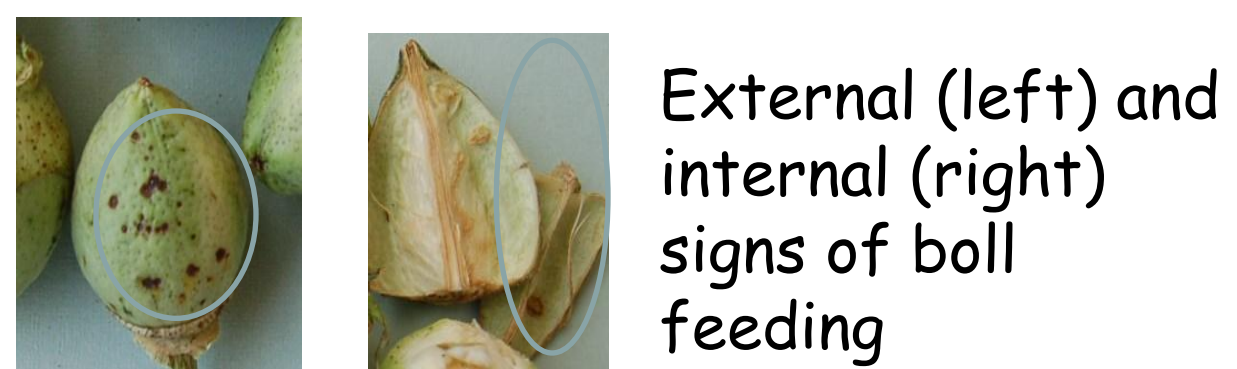 External (left) and
internal (right)
signs of boll
feeding